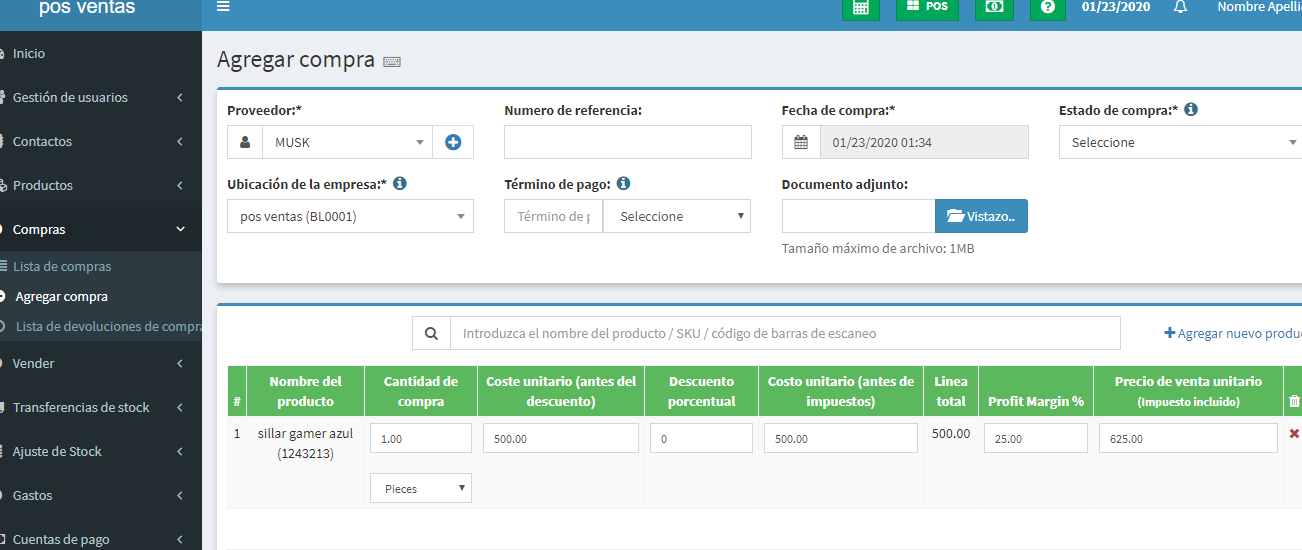 pos ventas
POS
01/23/2020
Nombre Apelli
Inicio
Gestión de usuarios
Contactos
Productos
Compras
Lista de compras
Agregar compra
Lista de devoluciones de compra
Vender
Transferencias de stock
Ajuste de Stock
Gastos
Cuentas de pago
Agregar compra
Proveedor:*
Numero de referencia:
Fecha de compra:*
Estado de compra:*
MUSK
01/23/2020 01:34
Seleccione
Ubicación de la empresa:*
Término de pago:
Documento adjunto:
pos ventas (BL0001)
Término de p
Seleccione
Vistazo..
Tamaño máximo de archivo: 1MB
Introduzca el nombre del producto / SKU / código de barras de escaneo
Agregar nuevo produc
#
Nombre del
producto
Cantidad de
compra
Coste unitario (antes del
descuento)
Descuento
porcentual
Costo unitario (antes de
impuestos)
Linea
total
Profit Margin %
Precio de venta unitario
(Impuesto incluido)
1
sillar gamer azul
(1243213)
1.00
Pieces
500.00
0
500.00
500.00
25.00
625.00